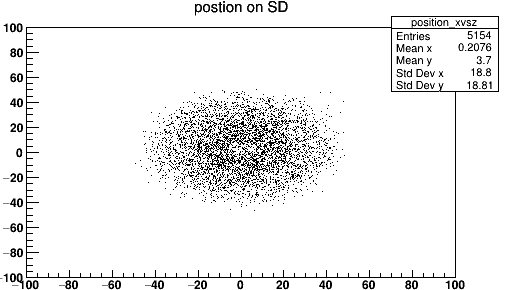 postion on SD
position_xvsz
Entries 5154
Mean x 0.2076
Mean y 3.7
Std Dev x 18.8
Std Dev y 18.81
100
80
60
40
20
0
−20
−40
−60
−80
−100
−100 −80 −60 −40 −20 0 20 40 60 80 100